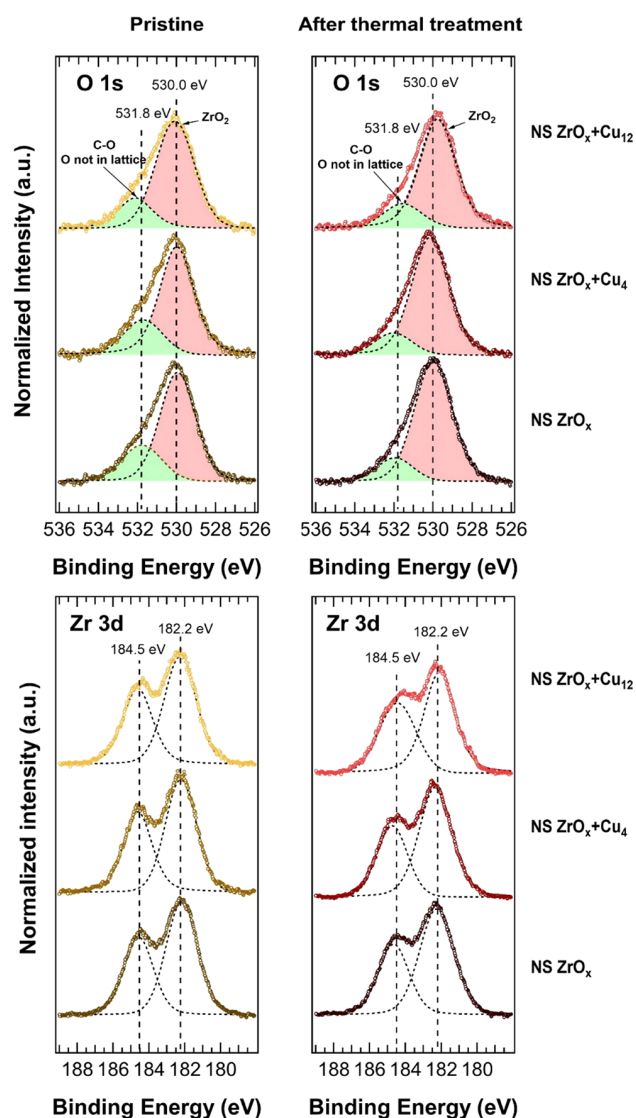 Pristine
After thermal treatment
O 1s
530.0 eV
531.8 eV
ZrO₂
C-O
O not in lattice
O 1s
530.0 eV
531.8 eV
ZrO₂
C-O
O not in lattice
NS ZrOₓ+Cu₁₂
NS ZrOₓ+Cu₄
NS ZrOₓ
Normalized Intensity (a.u.)
536 534 532 530 528 526
536 534 532 530 528 526
Binding Energy (eV)
Binding Energy (eV)
Zr 3d
182.2 eV
184.5 eV
Zr 3d
182.2 eV
184.5 eV
NS ZrOₓ+Cu₁₂
NS ZrOₓ+Cu₄
NS ZrOₓ
Normalized intensity (a.u.)
188 186 184 182 180
188 186 184 182 180
Binding Energy (eV)
Binding Energy (eV)